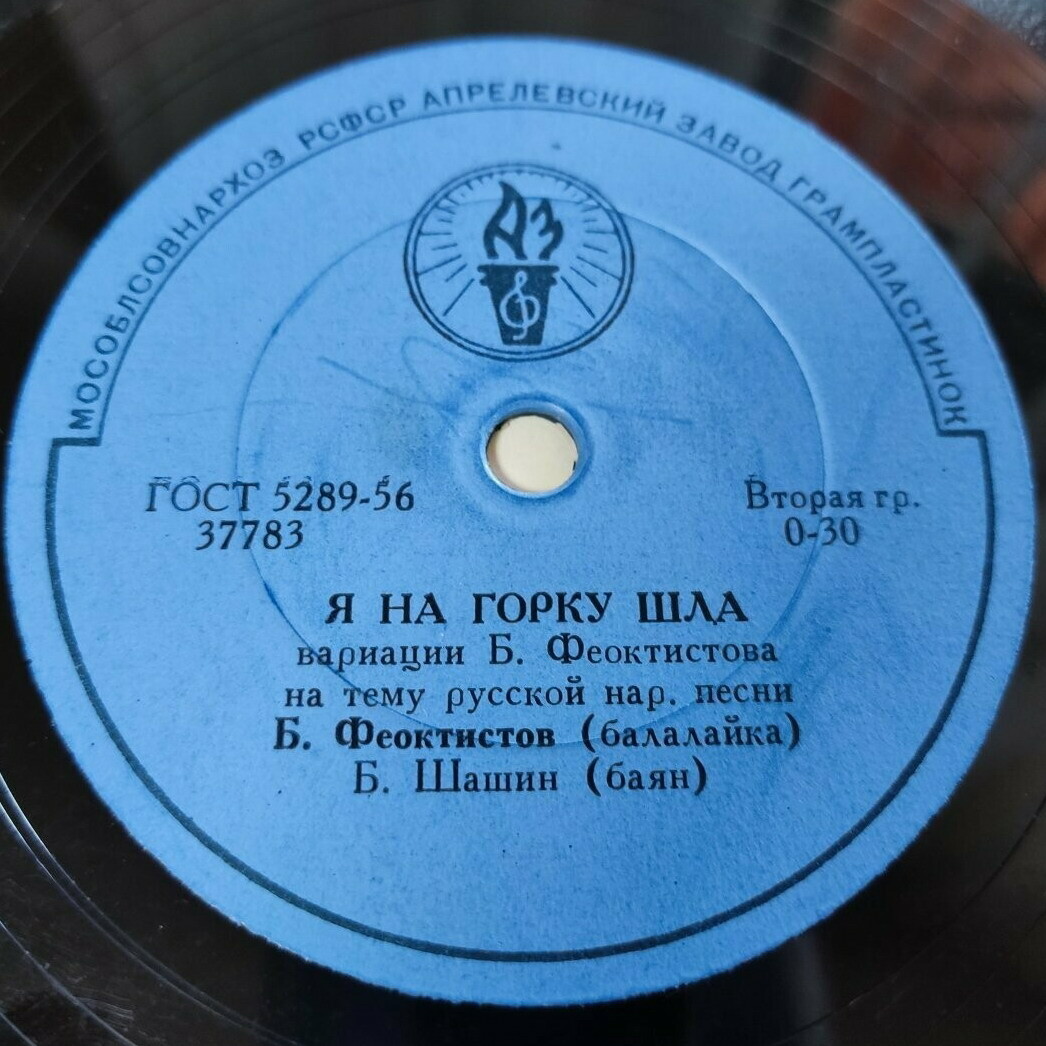 МОСОБЛСОВНАРХОЗ РСФСР АПРЕЛЕВСКИЙ ЗАВОД ГРАМПЛАСТИНОК
АЗ
ГОСТ 5289-56
37783
Вторая гр.
0-30
Я НА ГОРКУ ШЛА
вариации Б. Феоктистова
на тему русской нар. песни
Б. Феоктистов (балалайка)
Б. Шашин (баян)